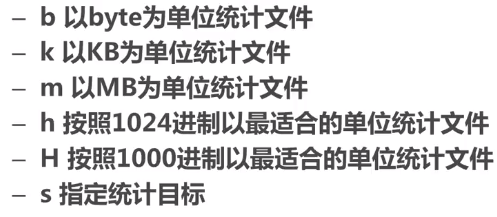 – b 以byte为单位统计文件
– k 以KB为单位统计文件
– m 以MB为单位统计文件
– h 按照1024进制以最适合的单位统计文件
– H 按照1000进制以最适合的单位统计文件
– s 指定统计目标